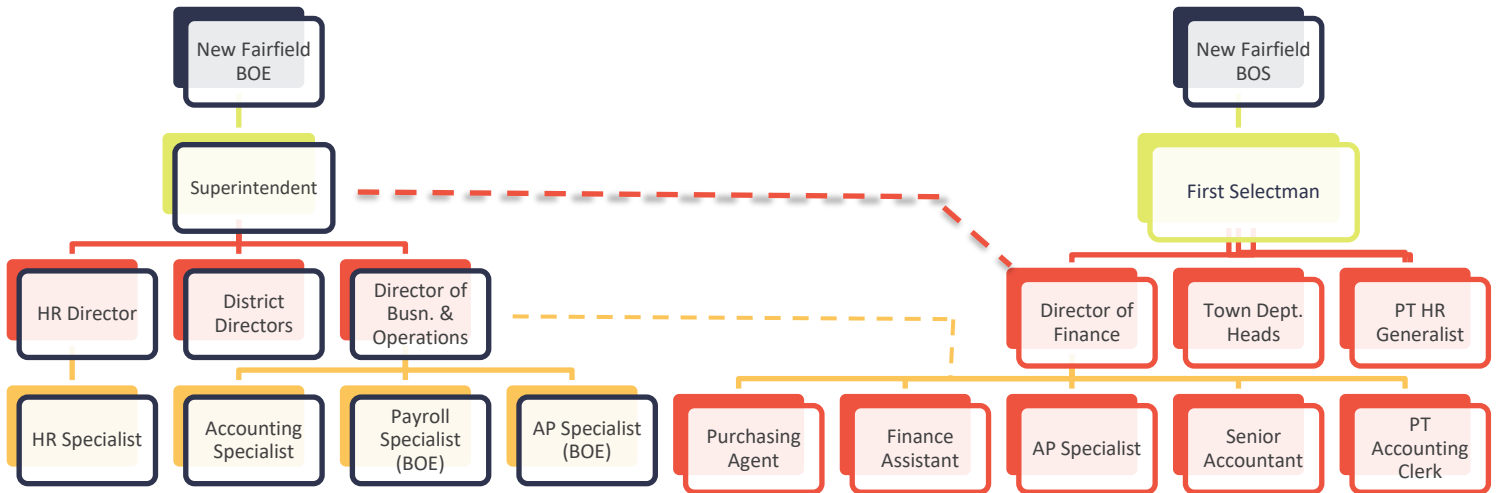 New Fairfield
BOE
New Fairfield
BOS
Superintendent
First Selectman
HR Director
District
Directors
Director of
Busn. &
Operations
Director of
Finance
Town Dept.
Heads
PT HR
Generalist
HR Specialist
Accounting
Specialist
Payroll
Specialist
(BOE)
AP Specialist
(BOE)
Purchasing
Agent
Finance
Assistant
AP Specialist
Senior
Accountant
PT
Accounting
Clerk